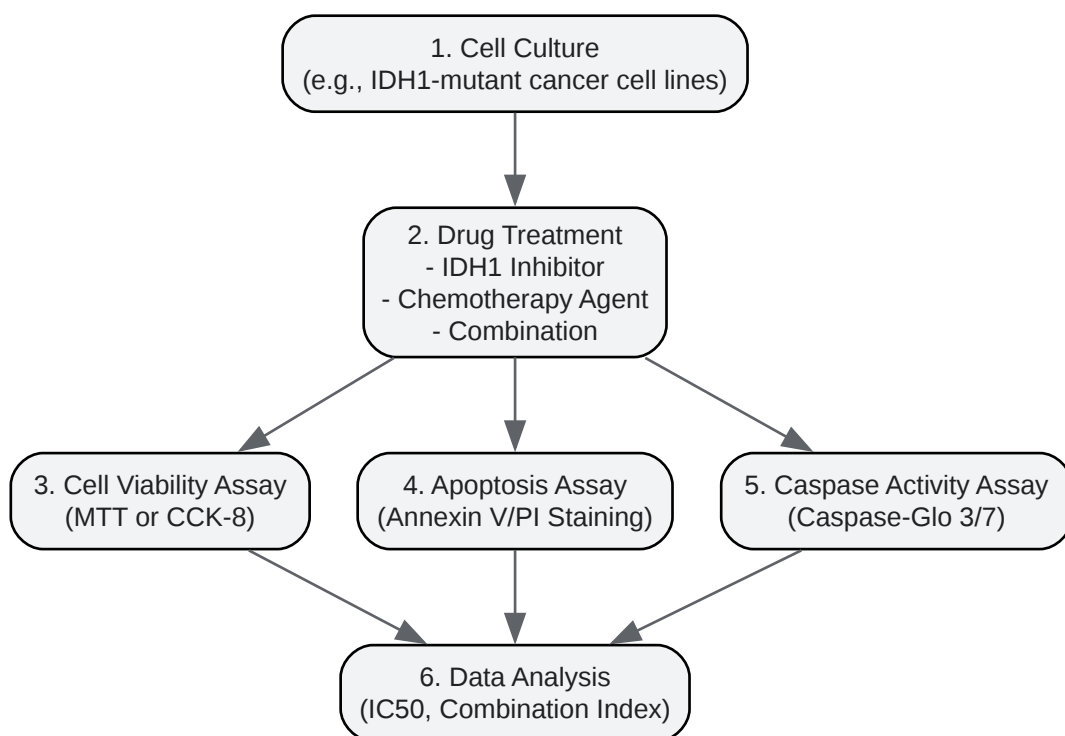 1. Cell Culture
(e.g., IDH1-mutant cancer cell lines)
2. Drug Treatment
- IDH1 Inhibitor
- Chemotherapy Agent
- Combination
3. Cell Viability Assay
(MTT or CCK-8)
4. Apoptosis Assay
(Annexin V/PI Staining)
5. Caspase Activity Assay
(Caspase-Glo 3/7)
6. Data Analysis
(IC50, Combination Index)